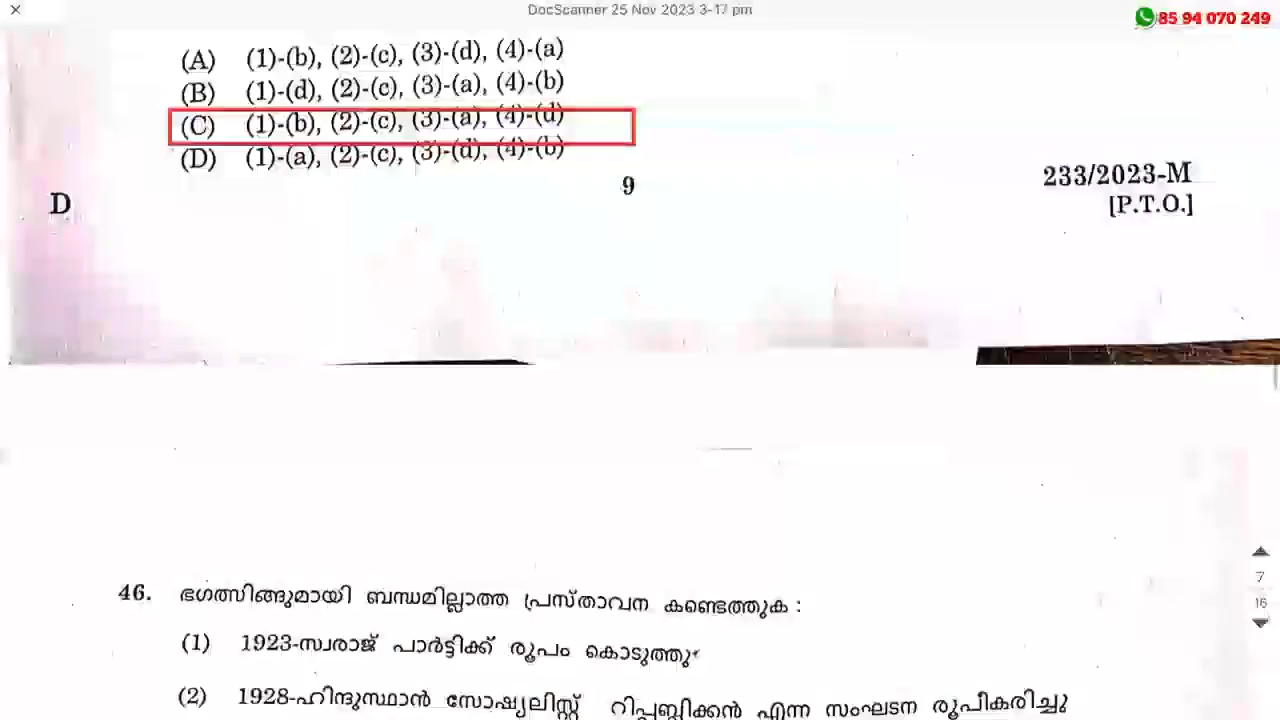 ×
DocScanner 25 Nov 2023 3-17 pm
85 94 070 249
(A) (1)-(b), (2)-(c), (3)-(d), (4)-(a)
(B) (1)-(d), (2)-(c), (3)-(a), (4)-(b)
(C) (1)-(b), (2)-(c), (3)-(a), (4)-(d)
(D) (1)-(a), (2)-(c), (3)-(d), (4)-(b)
D
9
233/2023-M
[P.T.O.]
46. ഭഗത്സിങ്ങുമായി ബന്ധമില്ലാത്ത പ്രസ്താവന കണ്ടെത്തുക :
(1) 1923-സ്വരാജ് പാർട്ടിക്ക് രൂപം കൊടുത്തു
(2) 1928-ഹിന്ദുസ്ഥാൻ സോഷ്യലിസ്റ്റ് റിപ്പബ്ലിക്കൻ എന്ന സംഘടന രൂപീകരിച്ചു
7
16